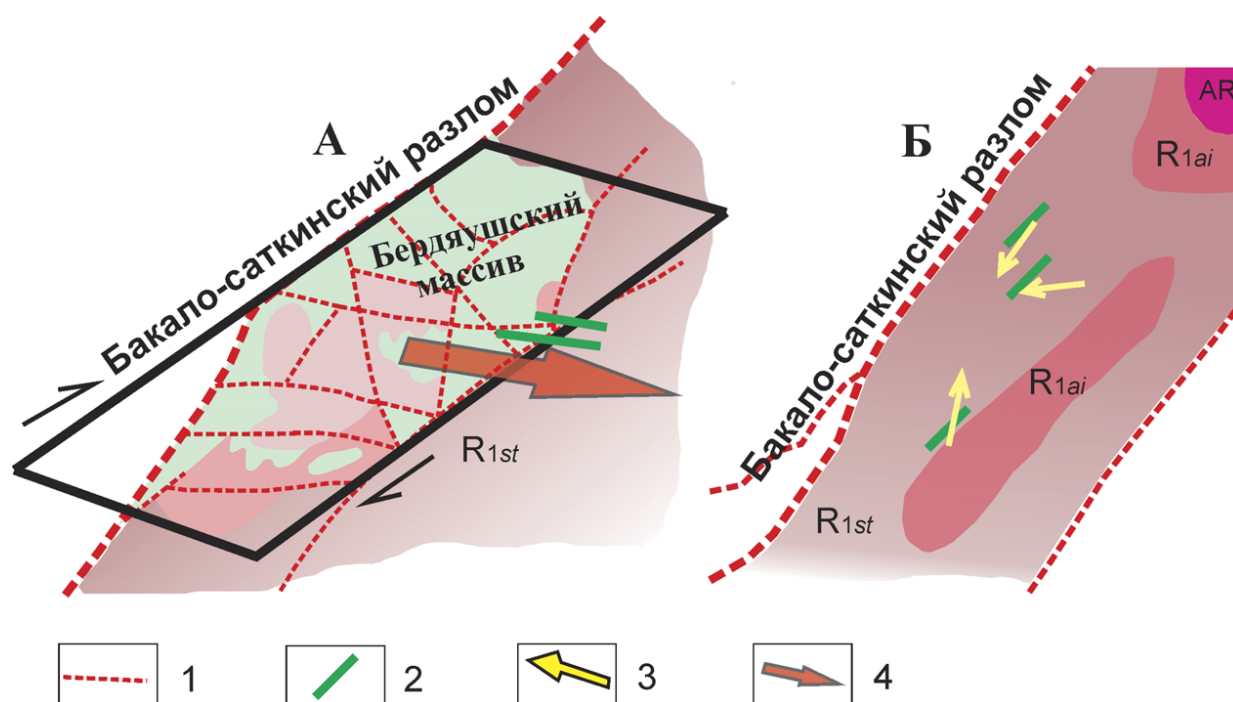 А
Бакало-саткинский разлом
Бердяушский
массив
R1st
Б
Бакало-саткинский разлом
AR
R1ai
R1ai
R1st
1
2
3
4